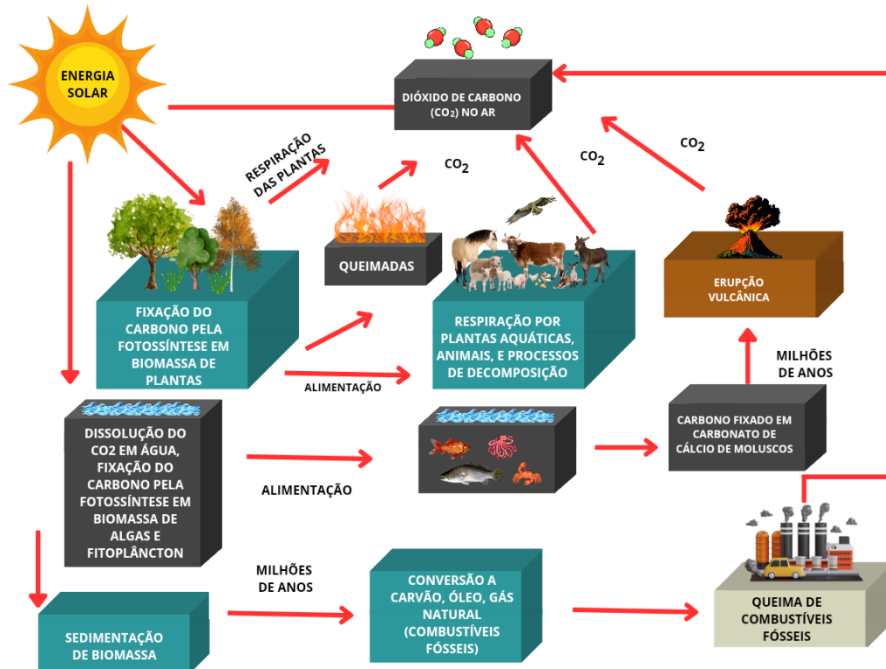 ENERGIA
SOLAR
DIÓXIDO DE CARBONO
(CO₂) NO AR
RESPIRAÇÃO
DAS PLANTAS
CO₂
CO₂
CO₂
QUEIMADAS
ERUPÇÃO
VULCÂNICA
FIXAÇÃO DO
CARBONO PELA
FOTOSSÍNTESE EM
BIOMASSA DE
PLANTAS
RESPIRAÇÃO POR
PLANTAS AQUÁTICAS,
ANIMAIS, E PROCESSOS
DE DECOMPOSIÇÃO
ALIMENTAÇÃO
MILHÕES
DE ANOS
DISSOLUÇÃO DO
CO2 EM ÁGUA,
FIXAÇÃO DO
CARBONO PELA
FOTOSSÍNTESE EM
BIOMASSA DE
ALGAS E
FITOPLÂNCTON
ALIMENTAÇÃO
CARBONO FIXADO EM
CARBONATO DE
CÁLCIO DE MOLUSCOS
SEDIMENTAÇÃO
DE BIOMASSA
MILHÕES
DE ANOS
CONVERSÃO A
CARVÃO, ÓLEO, GÁS
NATURAL
(COMBUSTÍVEIS
FÓSSEIS)
QUEIMA DE
COMBUSTÍVEIS
FÓSSEIS